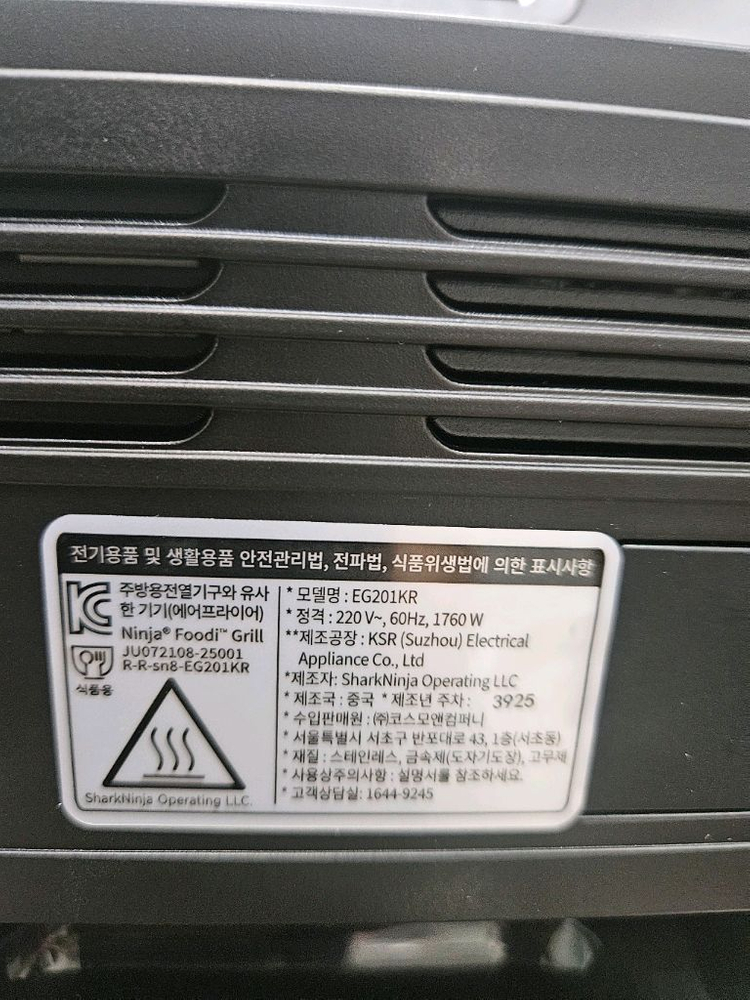 전기용품 및 생활용품 안전관리법, 전파법, 식품위생법에 의한 표시사항
주방용전열기구와 유사
한 기기(에어프라이어)
Ninja® Foodi™ Grill
JU072108-25001
R-R-sn8-EG201KR
식품용
SharkNinja Operating LLC.
* 모델명 : EG201KR
* 정격 : 220 V~, 60Hz, 1760 W
**제조공장 : KSR (Suzhou) Electrical
Appliance Co., Ltd
*제조자: SharkNinja Operating LLC
* 제조국 : 중국 * 제조년 주차 : 3925
* 수입판매원 : ㈜코스모앤컴퍼니
* 서울특별시 서초구 반포대로 43, 1층(서초동)
* 재질 : 스테인레스, 금속제(도자기도장), 고무제
* 사용상주의사항 : 설명서를 참조하세요.
* 고객상담실: 1644-9245